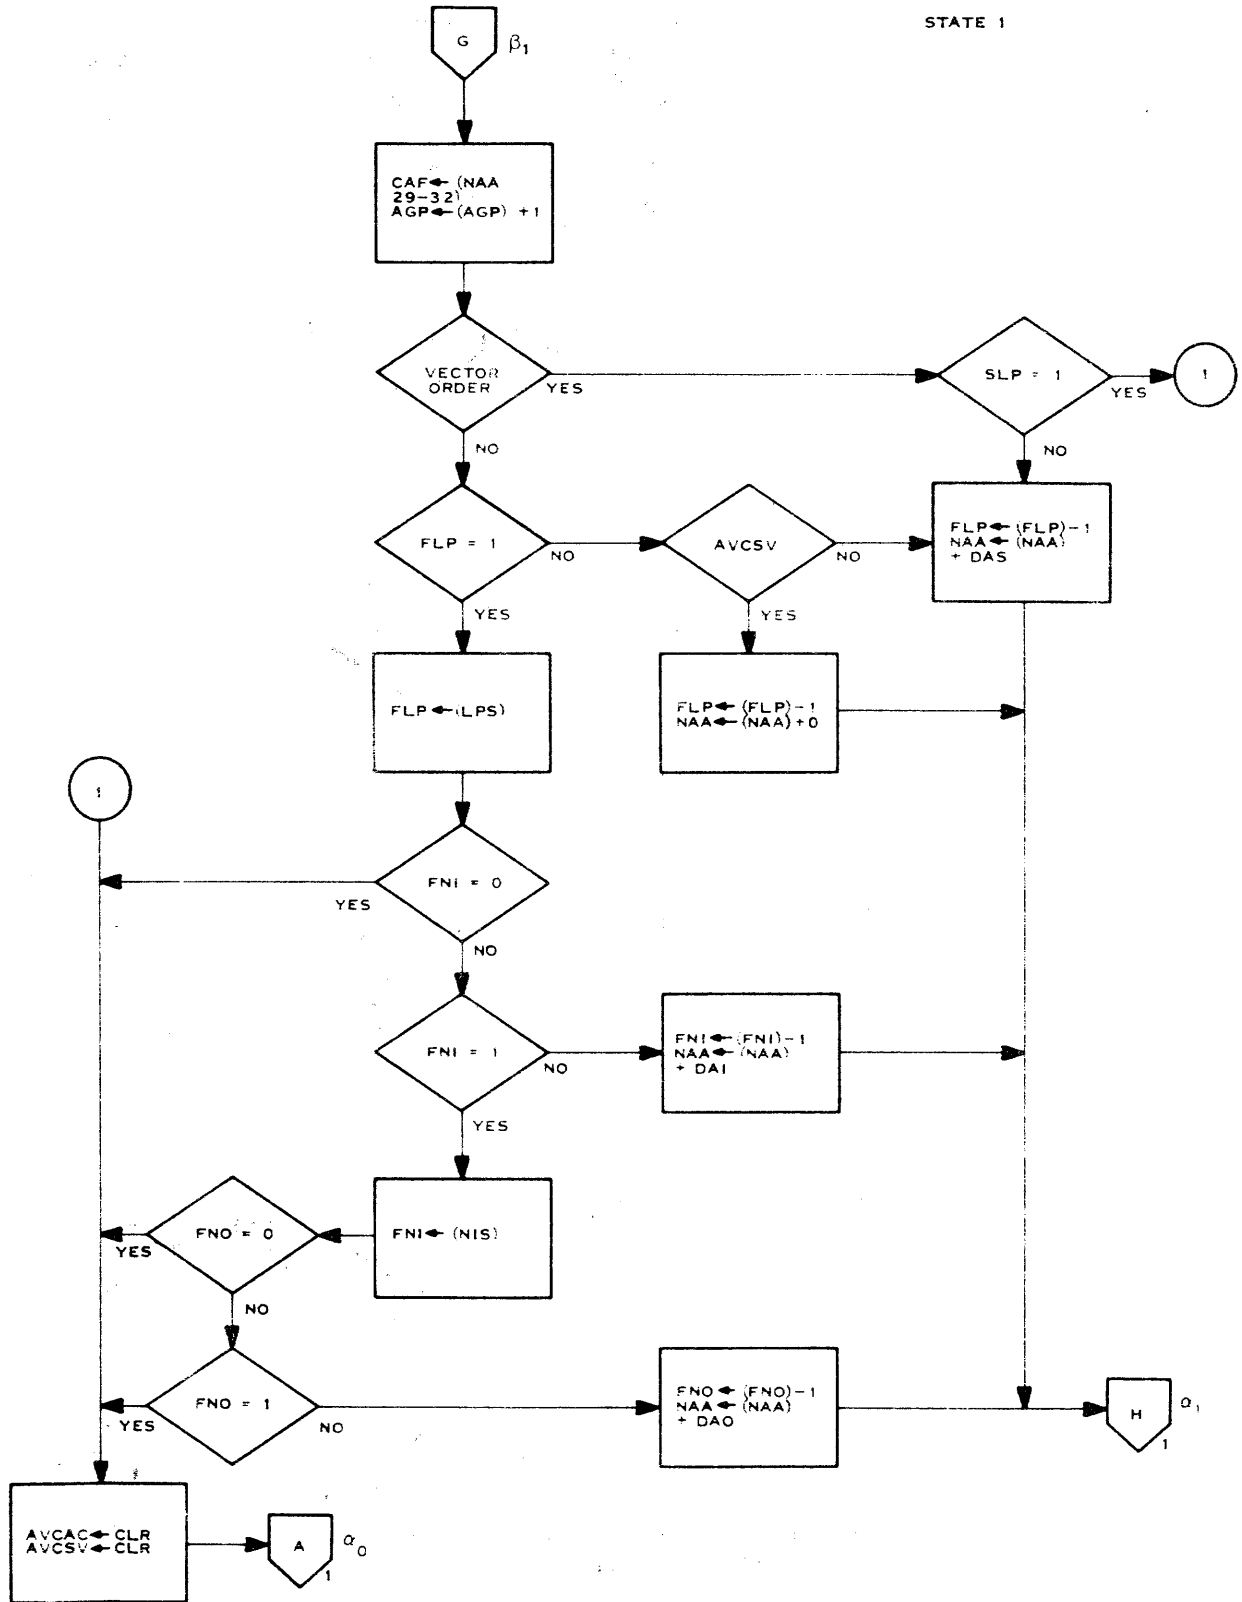 STATE 1
G β₁
CAF← (NAA
29-32)
AGP←(AGP) +1
VECTOR
ORDER
YES
SLP = 1
YES
1
NO
NO
FLP = 1
NO
AVCSV
NO
FLP←(FLP)-1
NAA←(NAA)
+ DAS
YES
YES
FLP←(LPS)
FLP←(FLP)-1
NAA←(NAA)+0
1
FNI = 0
YES
NO
FNI = 1
NO
FNI←(FNI)-1
NAA←(NAA)
+ DAI
YES
FNO = 0
YES
FNI←(NIS)
NO
FNO = 1
YES
NO
FNO←(FNO)-1
NAA←(NAA)
+ DAO
H α₁
1
AVCAC←CLR
AVCSV←CLR
A α₀
1